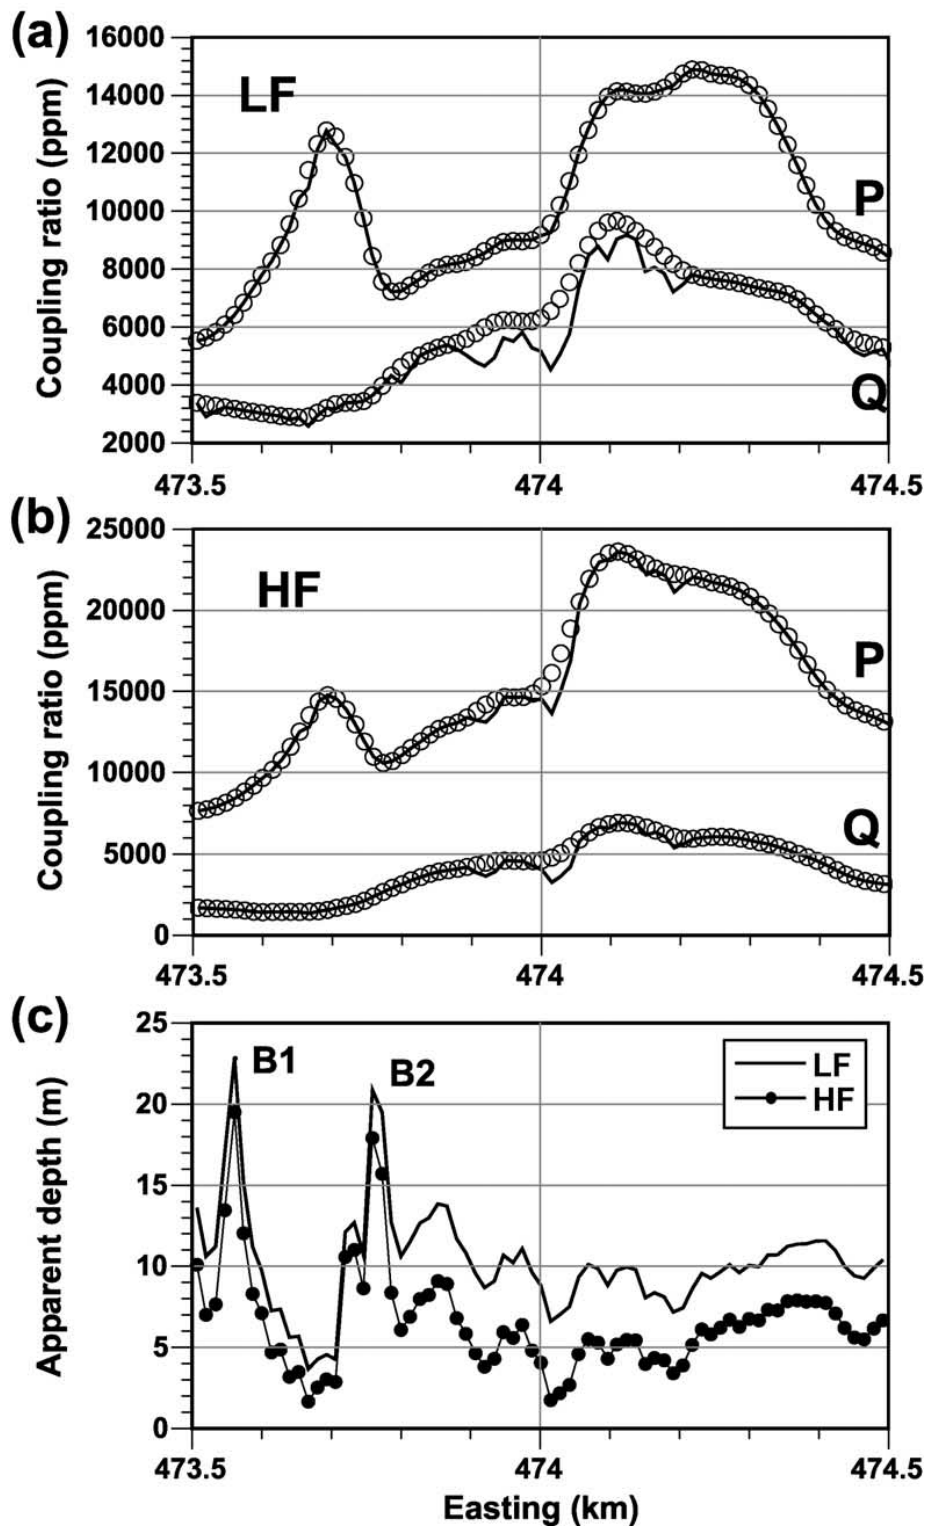 (a)
Coupling ratio (ppm)
16000
14000
12000
10000
8000
6000
4000
2000
LF
P
Q
473.5 474 474.5
(b)
Coupling ratio (ppm)
25000
20000
15000
10000
5000
0
HF
P
Q
473.5 474 474.5
(c)
Apparent depth (m)
25
20
15
10
5
0
B1
B2
LF
HF
473.5 474 474.5
Easting (km)